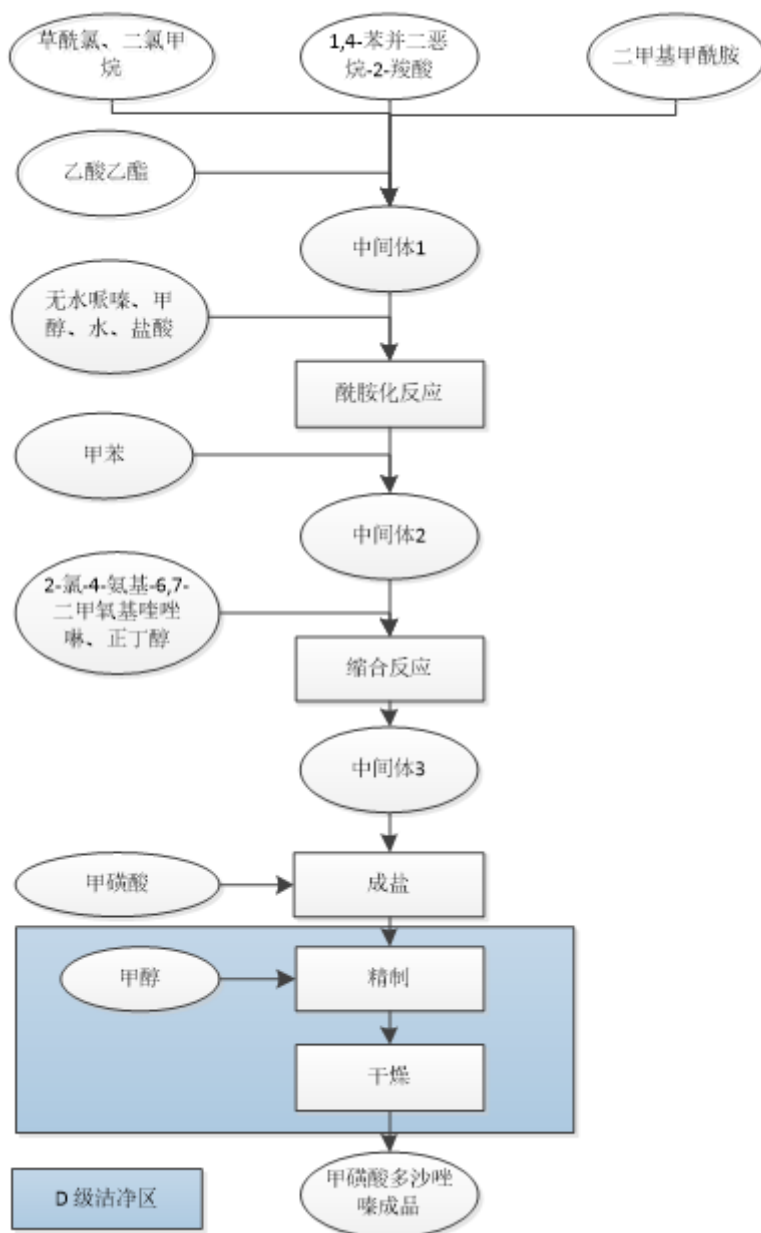 草酰氯、二氯甲
烷
1,4-苯并二恶
烷-2-羧酸
二甲基甲酰胺
乙酸乙酯
中间体1
无水哌嗪、甲
醇、水、盐酸
酰胺化反应
甲苯
中间体2
2-氯-4-氨基-6,7-
二甲氧基喹唑
啉、正丁醇
缩合反应
中间体3
甲磺酸
成盐
甲醇
精制
干燥
甲磺酸多沙唑
嗪成品
D 级洁净区